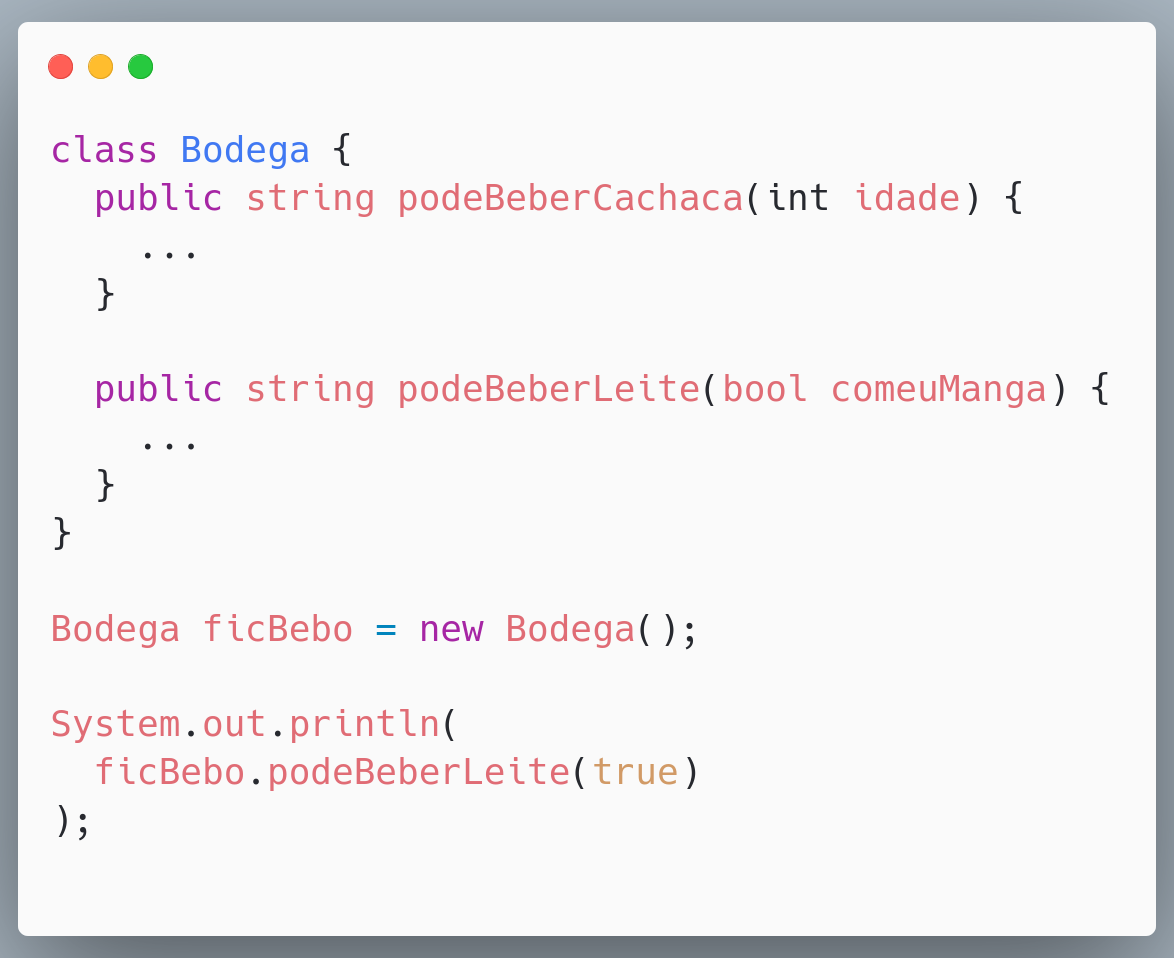 class Bodega {
  public string podeBeberCachaca(int idade) {
    ...
  }

  public string podeBeberLeite(bool comeuManga) {
    ...
  }
}

Bodega ficBebo = new Bodega();

System.out.println(
  ficBebo.podeBeberLeite(true)
);